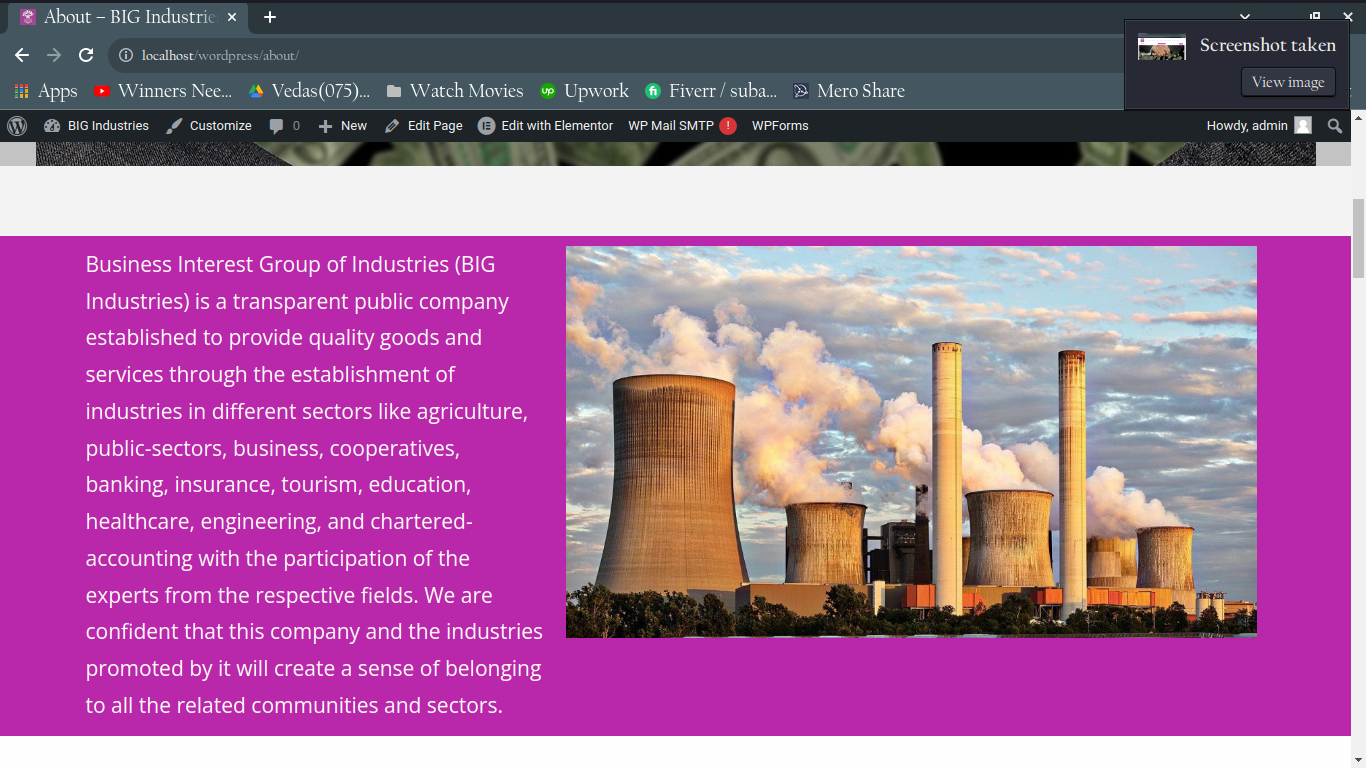 About – BIG Industrie
localhost/wordpress/about/
Screenshot taken
View image
Apps Winners Nee... Vedas(075)... Watch Movies Upwork Fiverr / suba... Mero Share
BIG Industries Customize 0 New Edit Page Edit with Elementor WP Mail SMTP ! WPForms Howdy, admin
Business Interest Group of Industries (BIG
Industries) is a transparent public company
established to provide quality goods and
services through the establishment of
industries in different sectors like agriculture,
public-sectors, business, cooperatives,
banking, insurance, tourism, education,
healthcare, engineering, and chartered-
accounting with the participation of the
experts from the respective fields. We are
confident that this company and the industries
promoted by it will create a sense of belonging
to all the related communities and sectors.